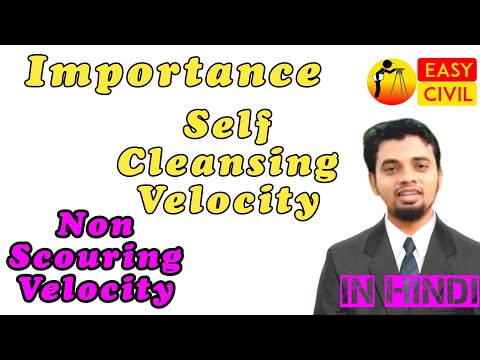 Importance
EASY
CIVIL
Self
Cleansing
Velocity
Non
Scouring
Velocity
IN HINDI